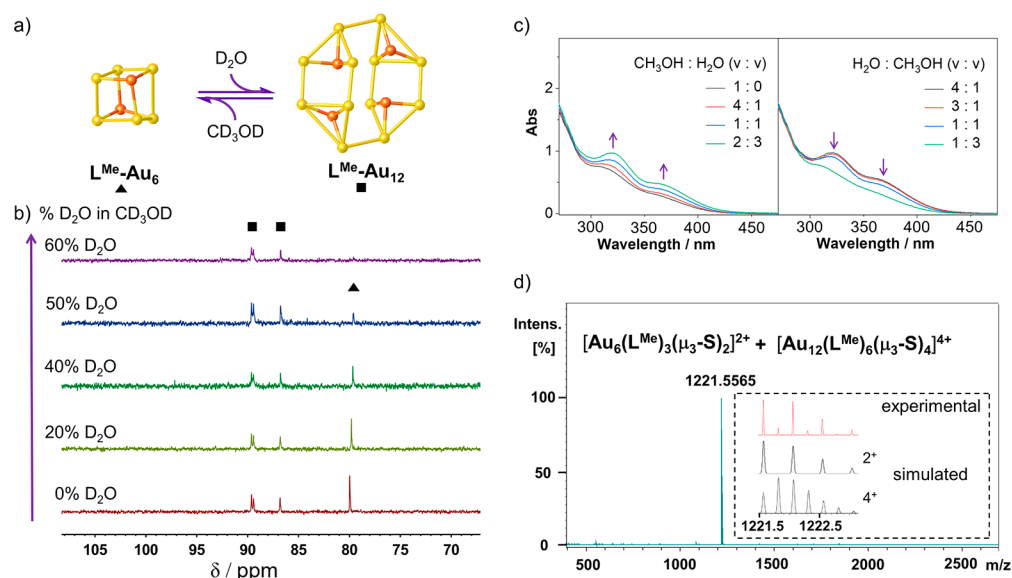 a)
D₂O
CD₃OD
Lᴹᵉ-Au₆
▲
Lᴹᵉ-Au₁₂
■
b) % D₂O in CD₃OD
■ ■
60% D₂O
▲
50% D₂O
40% D₂O
20% D₂O
0% D₂O
105 100 95 90 85 80 75 70
δ / ppm
c)
CH₃OH : H₂O (v : v)
1 : 0
4 : 1
1 : 1
2 : 3
H₂O : CH₃OH (v : v)
4 : 1
3 : 1
1 : 1
1 : 3
Abs
2
1
0
300 350 400 450 300 350 400 450
Wavelength / nm Wavelength / nm
d)
Intens.
[%]
[Au₆(Lᴹᵉ)₃(μ₃-S)₂]²⁺ + [Au₁₂(Lᴹᵉ)₆(μ₃-S)₄]⁴⁺
1221.5565
100
50
0
experimental
2⁺
simulated
4⁺
1221.5 1222.5
500 1000 1500 2000 2500 m/z